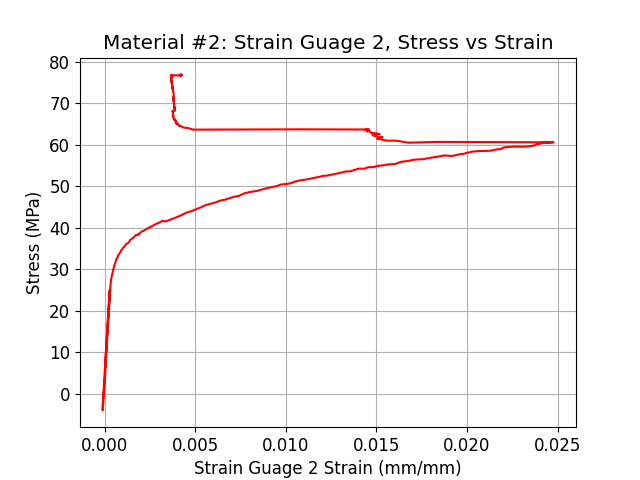 Material #2: Strain Guage 2, Stress vs Strain
80
70
60
50
40
30
20
10
0
Stress (MPa)
0.000 0.005 0.010 0.015 0.020 0.025
Strain Guage 2 Strain (mm/mm)